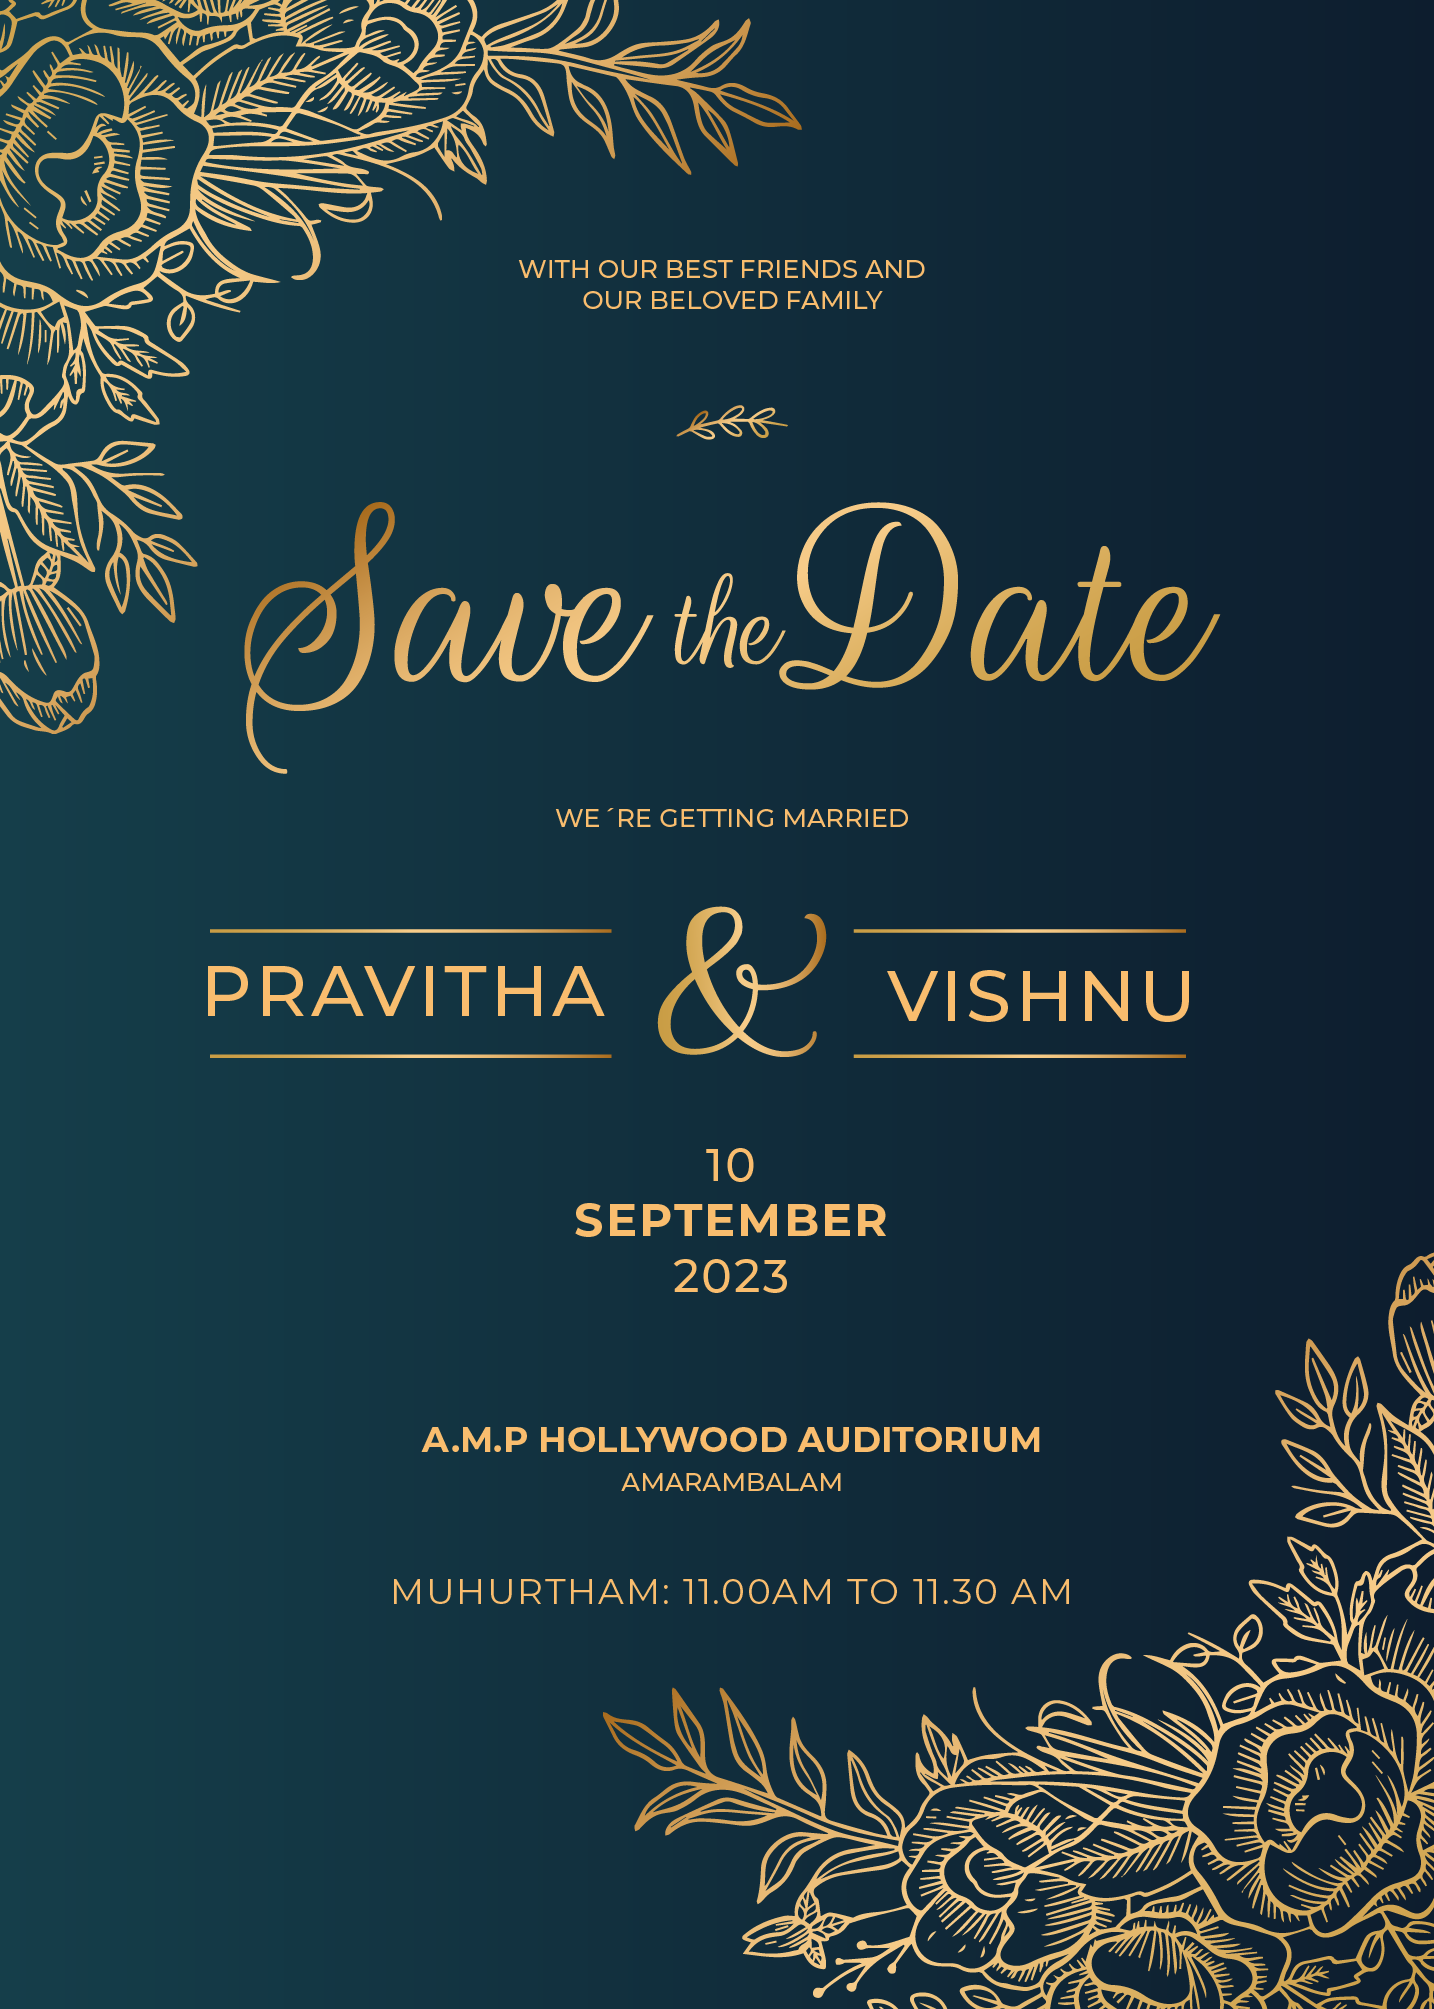 WITH OUR BEST FRIENDS AND
OUR BELOVED FAMILY
Save the Date
WE´RE GETTING MARRIED
PRAVITHA & VISHNU
10
SEPTEMBER
2023
A.M.P HOLLYWOOD AUDITORIUM
AMARAMBALAM
MUHURTHAM: 11.00AM TO 11.30 AM